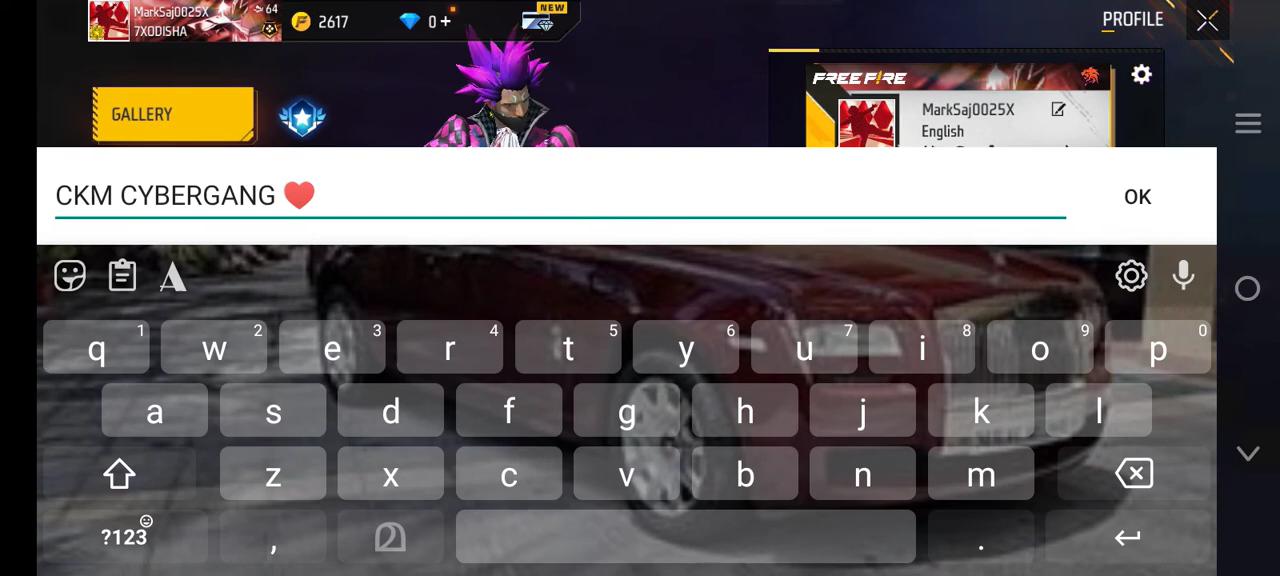 MarkSaj0025X
64
7XODISHA
2617
0+
NEW
PROFILE
GALLERY
FREE FIRE
MarkSaj0025X
English
CKM CYBERGANG ❤️
OK
1 2 3 4 5 6 7 8 9 0
q w e r t y u i o p
a s d f g h j k l
z x c v b n m
?123 , മ .